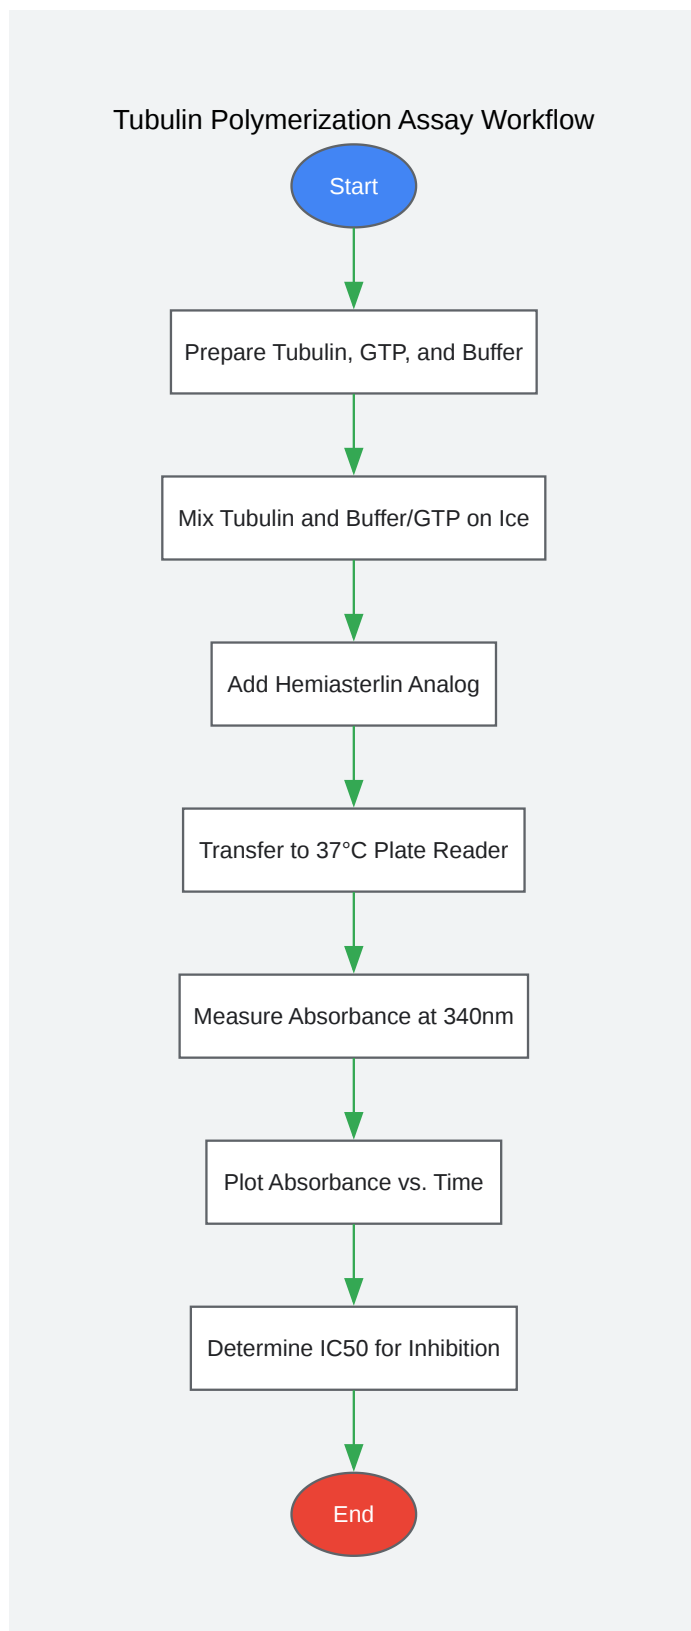 Tubulin Polymerization Assay Workflow
Start
Prepare Tubulin, GTP, and Buffer
Mix Tubulin and Buffer/GTP on Ice
Add Hemiasterlin Analog
Transfer to 37°C Plate Reader
Measure Absorbance at 340nm
Plot Absorbance vs. Time
Determine IC50 for Inhibition
End